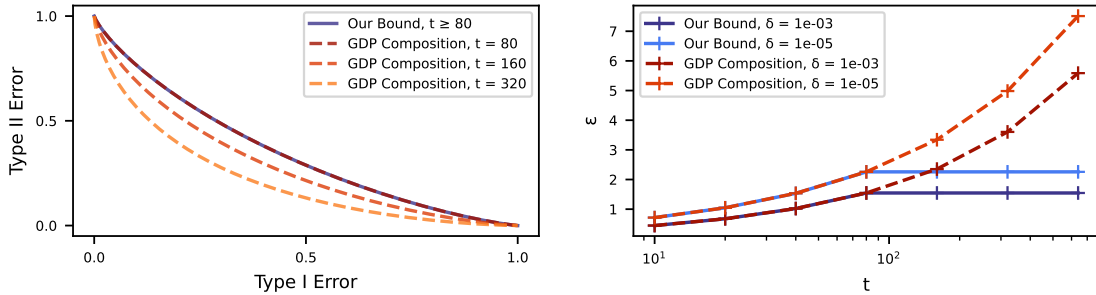 1.0
0.5
0.0
0.0
0.5
1.0
Type II Error
Type I Error
Our Bound, t ≥ 80
GDP Composition, t = 80
GDP Composition, t = 160
GDP Composition, t = 320
7
6
5
4
3
2
1
ε
10¹
10²
t
Our Bound, δ = 1e-03
Our Bound, δ = 1e-05
GDP Composition, δ = 1e-03
GDP Composition, δ = 1e-05